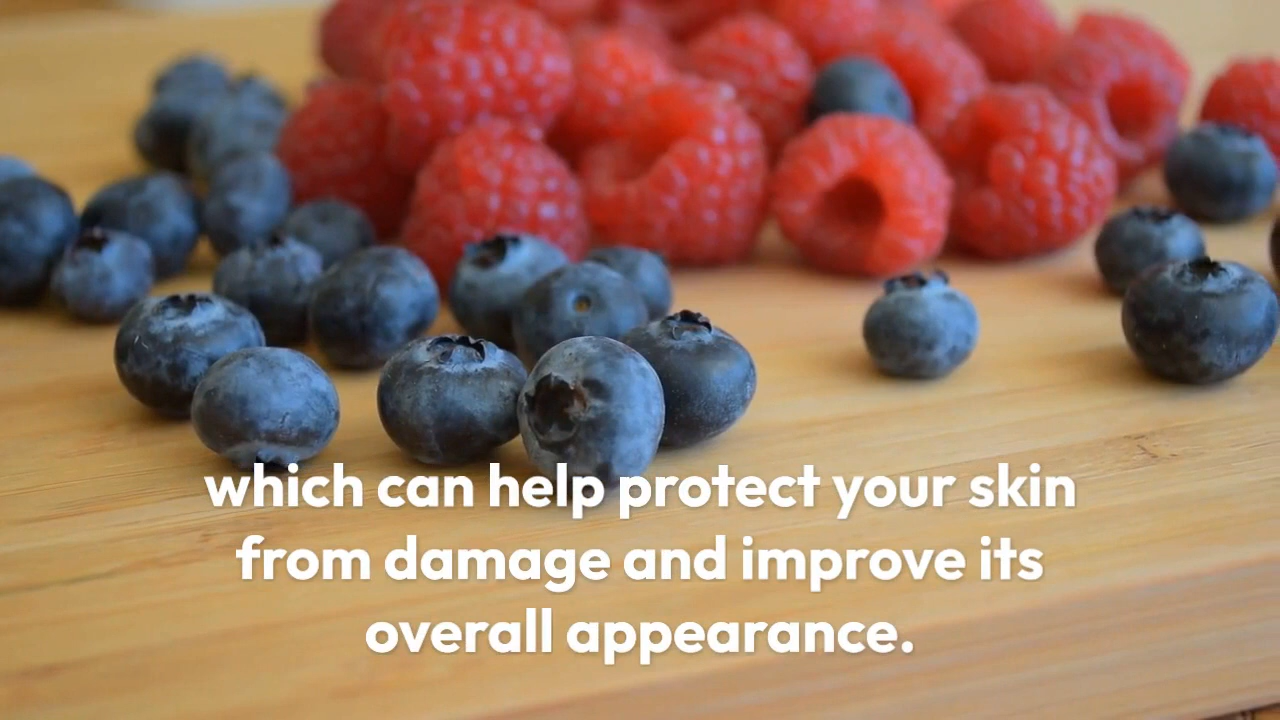 which can help protect your skin
from damage and improve its
overall appearance.